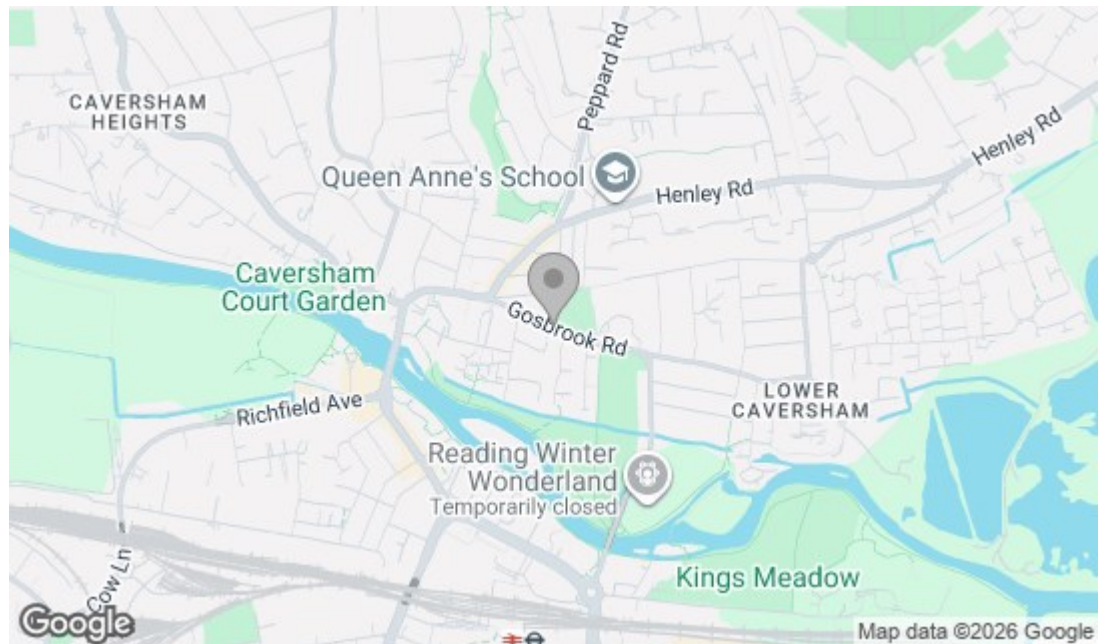 Peppard Rd
CAVERSHAM
HEIGHTS
Henley Rd
Queen Anne's School
Henley Rd
Caversham
Court Garden
Gosbrook Rd
LOWER
CAVERSHAM
Richfield Ave
Reading Winter
Wonderland
Temporarily closed
Cow Ln
Kings Meadow
Google
Map data ©2026 Google